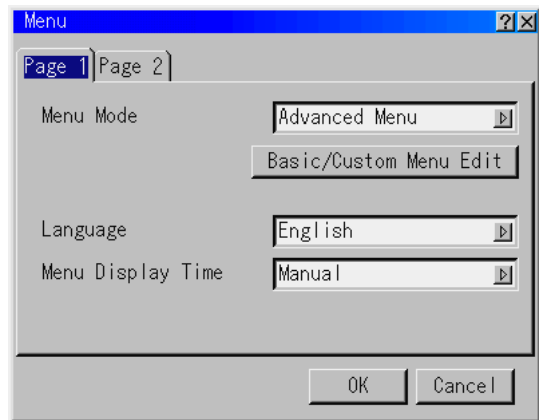 Menu ? ×
Page 1 Page 2
Menu Mode Advanced Menu
Basic/Custom Menu Edit
Language English
Menu Display Time Manual
OK Cancel